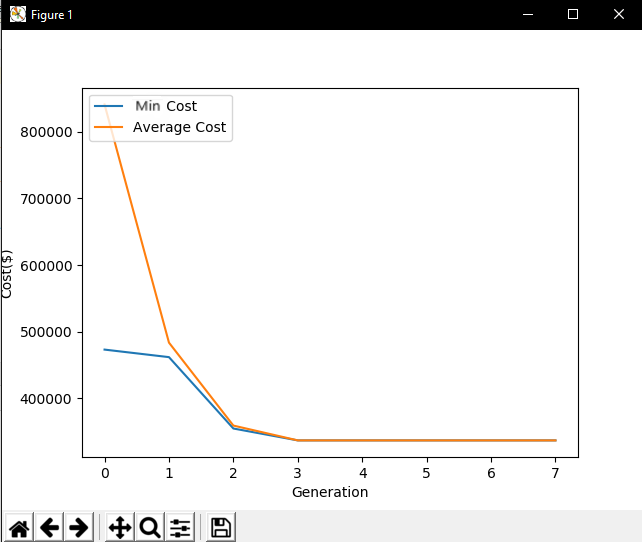 Figure 1
Min Cost
Average Cost
800000
700000
600000
500000
400000
Cost($)
0 1 2 3 4 5 6 7
Generation